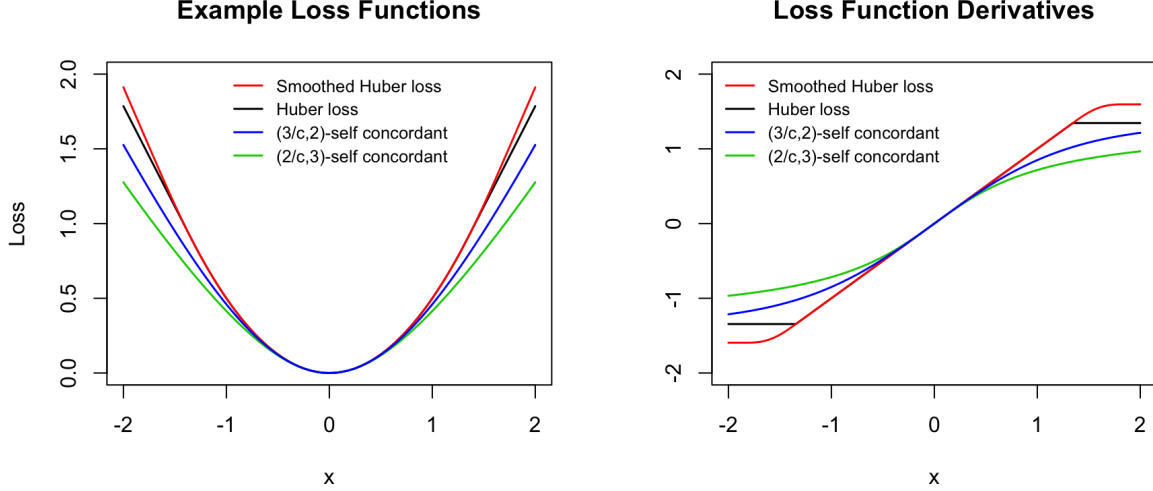 Example Loss Functions
Smoothed Huber loss
Huber loss
(3/c,2)-self concordant
(2/c,3)-self concordant
2.0
1.5
1.0
0.5
0.0
Loss
-2 -1 0 1 2
x
Loss Function Derivatives
Smoothed Huber loss
Huber loss
(3/c,2)-self concordant
(2/c,3)-self concordant
2
1
0
-1
-2
-2 -1 0 1 2
x